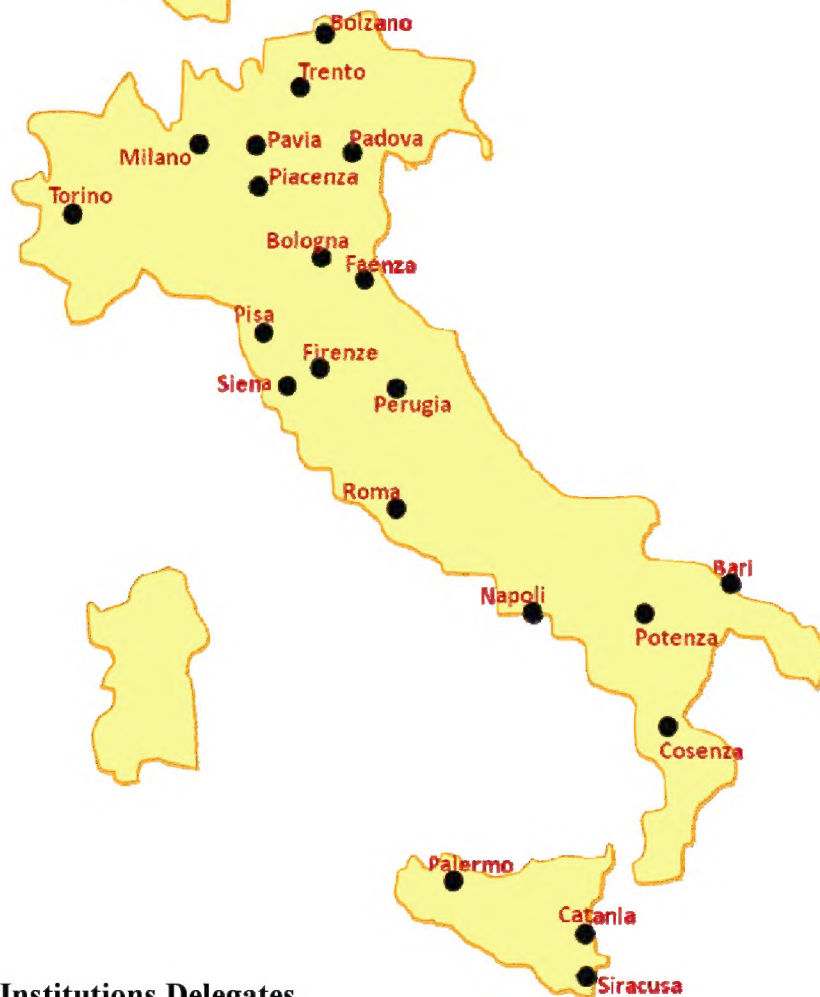 Bolzano
Trento
Milano
Pavia
Padova
Piacenza
Torino
Bologna
Faenza
Pisa
Firenze
Siena
Perugia
Roma
Bari
Napoli
Potenza
Cosenza
Palermo
Catania
Siracusa
Institutions Delegates